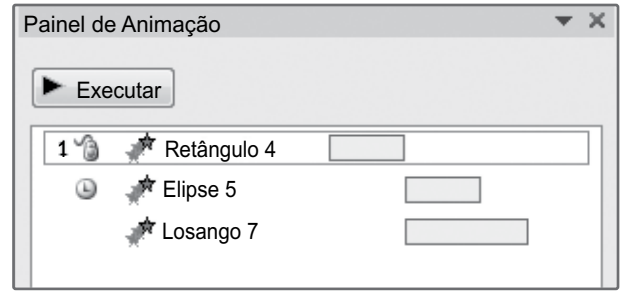 Painel de Animação
Executar
1 Retângulo 4
Elipse 5
Losango 7